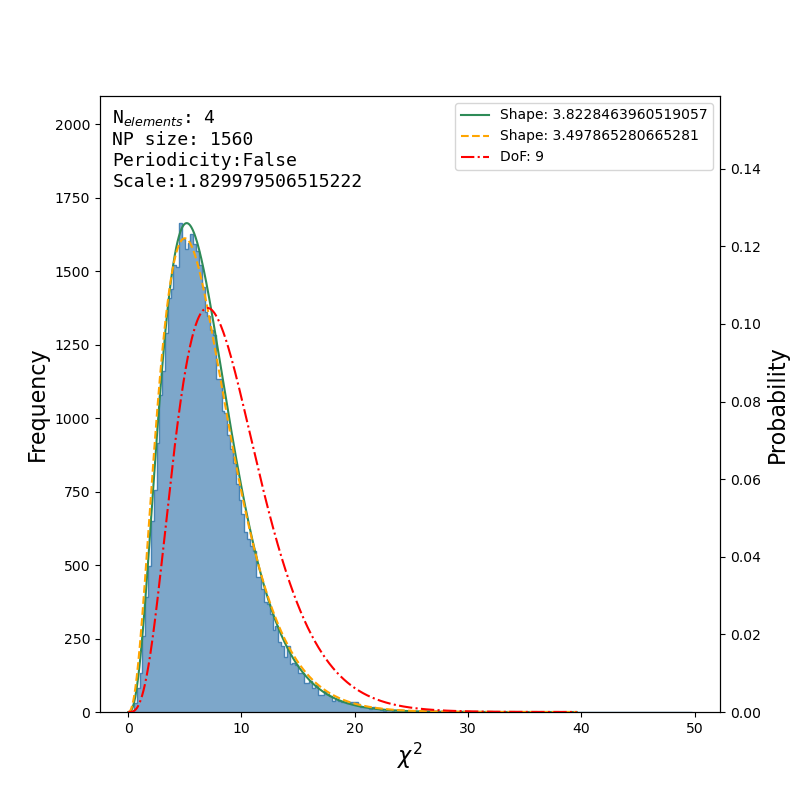 N_elements: 4
NP size: 1560
Periodicity:False
Scale:1.829979506515222
Shape: 3.8228463960519057
Shape: 3.497865280665281
DoF: 9
2000
1750
1500
1250
1000
750
500
250
0
Frequency
0.14
0.12
0.10
0.08
0.06
0.04
0.02
0.00
Probability
0 10 20 30 40 50
χ²